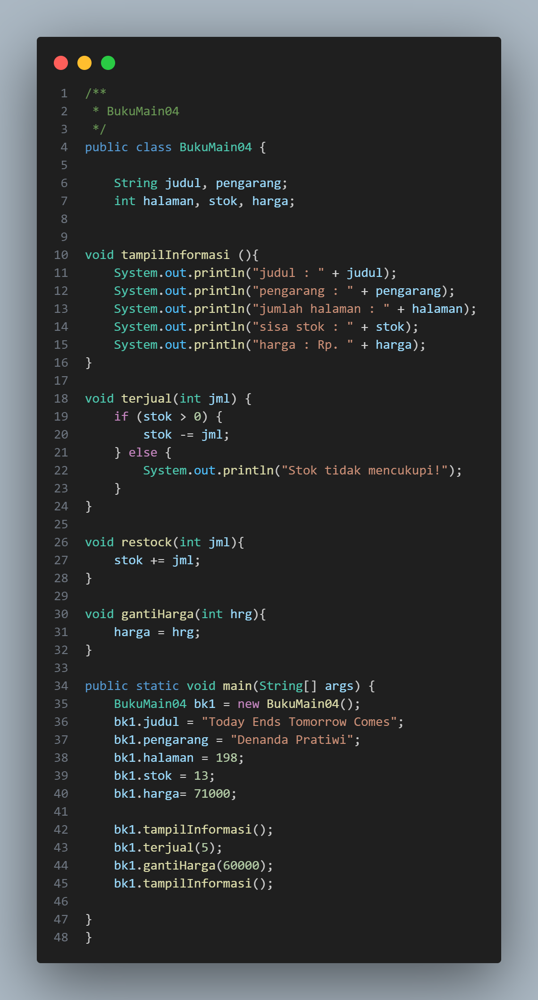 1 /**
2  * BukuMain04
3  */
4 public class BukuMain04 {
5
6     String judul, pengarang;
7     int halaman, stok, harga;
8
9
10 void tampilInformasi (){
11     System.out.println("judul : " + judul);
12     System.out.println("pengarang : " + pengarang);
13     System.out.println("jumlah halaman : " + halaman);
14     System.out.println("sisa stok : " + stok);
15     System.out.println("harga : Rp. " + harga);
16 }
17
18 void terjual(int jml) {
19     if (stok > 0) {
20         stok -= jml;
21     } else {
22         System.out.println("Stok tidak mencukupi!");
23     }
24 }
25
26 void restock(int jml){
27     stok += jml;
28 }
29
30 void gantiHarga(int hrg){
31     harga = hrg;
32 }
33
34 public static void main(String[] args) {
35     BukuMain04 bk1 = new BukuMain04();
36     bk1.judul = "Today Ends Tomorrow Comes";
37     bk1.pengarang = "Denanda Pratiwi";
38     bk1.halaman = 198;
39     bk1.stok = 13;
40     bk1.harga= 71000;
41
42     bk1.tampilInformasi();
43     bk1.terjual(5);
44     bk1.gantiHarga(60000);
45     bk1.tampilInformasi();
46
47 }
48 }